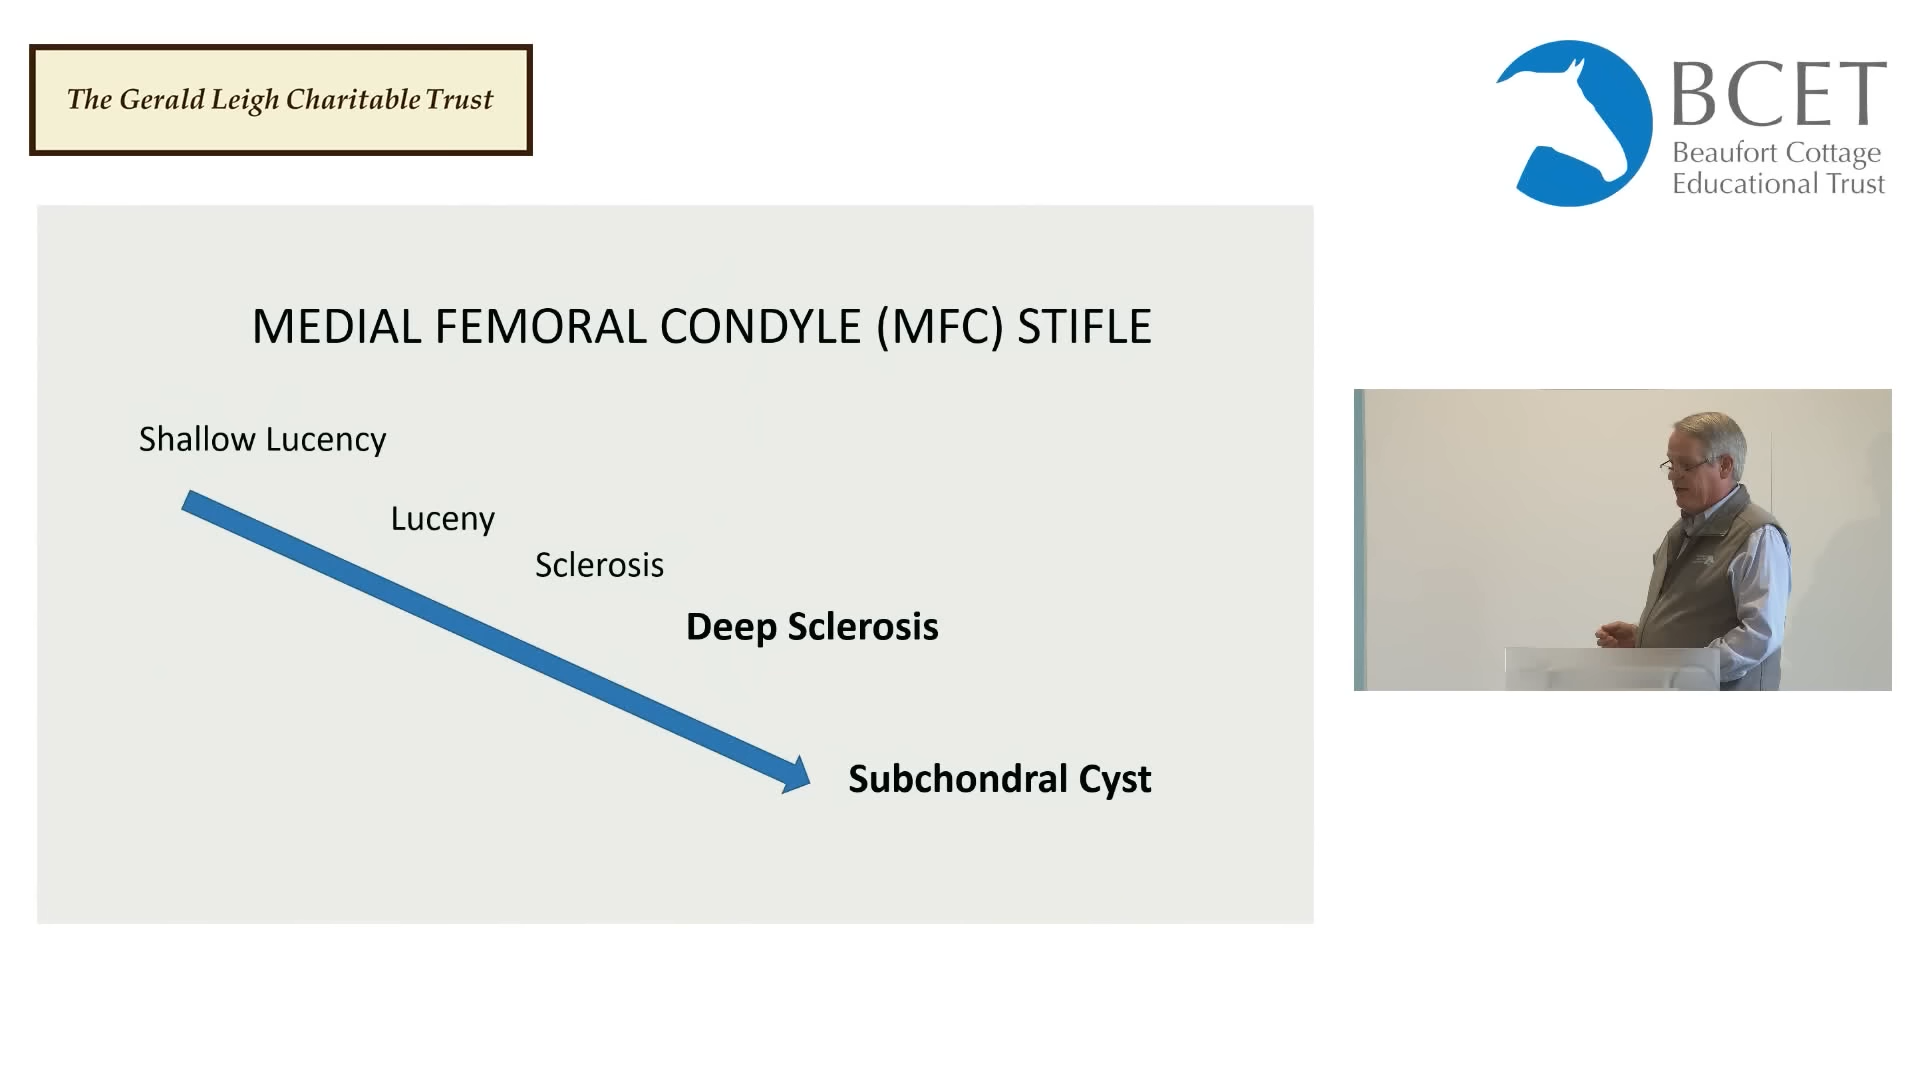 The Gerald Leigh Charitable Trust
BCET
Beaufort Cottage
Educational Trust
MEDIAL FEMORAL CONDYLE (MFC) STIFLE
Shallow Lucency
Luceny
Sclerosis
Deep Sclerosis
Subchondral Cyst